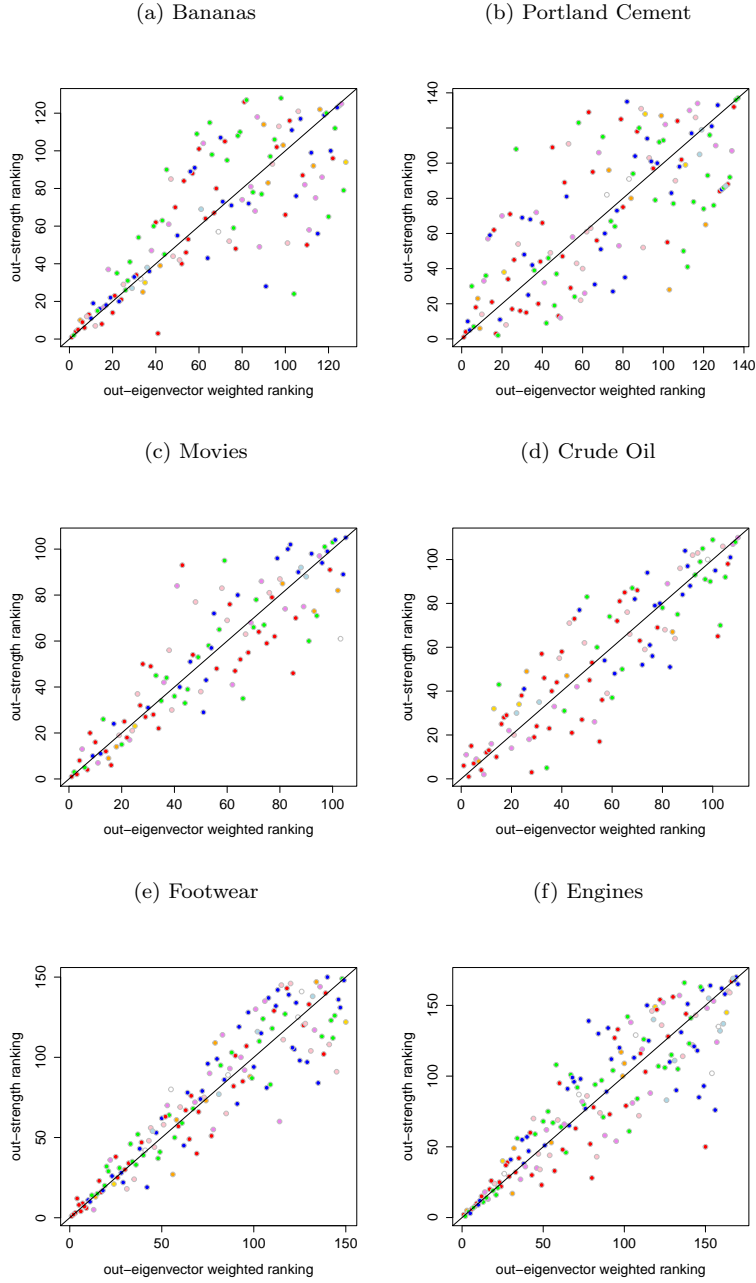 (a) Bananas
(b) Portland Cement
out−strength ranking
0 20 40 60 80 100 120
0 20 40 60 80 100 120
out−eigenvector weighted ranking
out−strength ranking
0 20 40 60 80 100 140
0 20 40 60 80 100 120 140
out−eigenvector weighted ranking
(c) Movies
(d) Crude Oil
out−strength ranking
0 20 40 60 80 100
0 20 40 60 80 100
out−eigenvector weighted ranking
out−strength ranking
0 20 40 60 80 100
0 20 40 60 80 100
out−eigenvector weighted ranking
(e) Footwear
(f) Engines
out−strength ranking
0 50 100 150
0 50 100 150
out−eigenvector weighted ranking
out−strength ranking
0 50 100 150
0 50 100 150
out−eigenvector weighted ranking